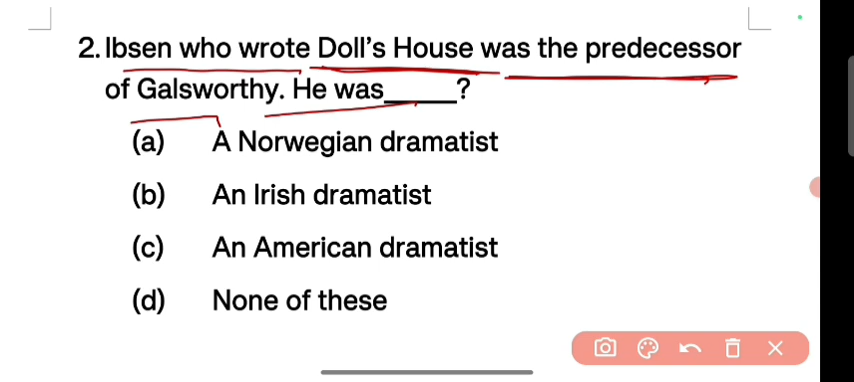 2. Ibsen who wrote Doll's House was the predecessor
of Galsworthy. He was_____?
(a) A Norwegian dramatist
(b) An Irish dramatist
(c) An American dramatist
(d) None of these